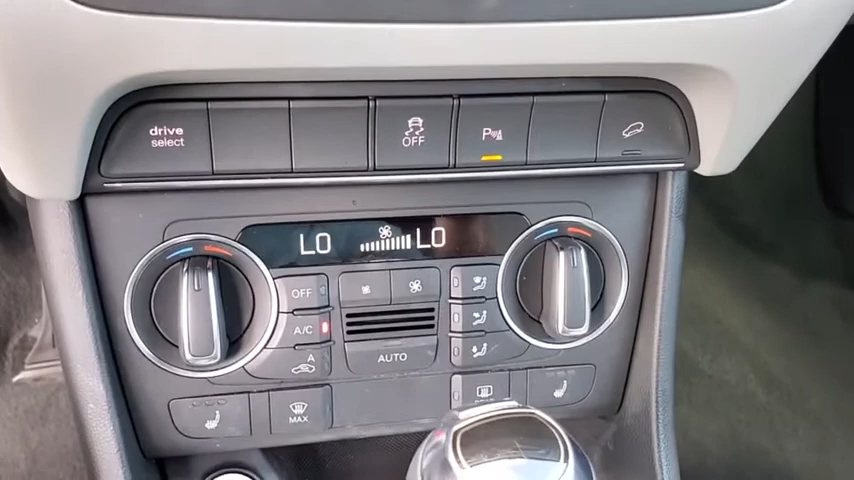 drive
select
OFF
P
LO
LO
OFF
A/C
A
AUTO
MAX